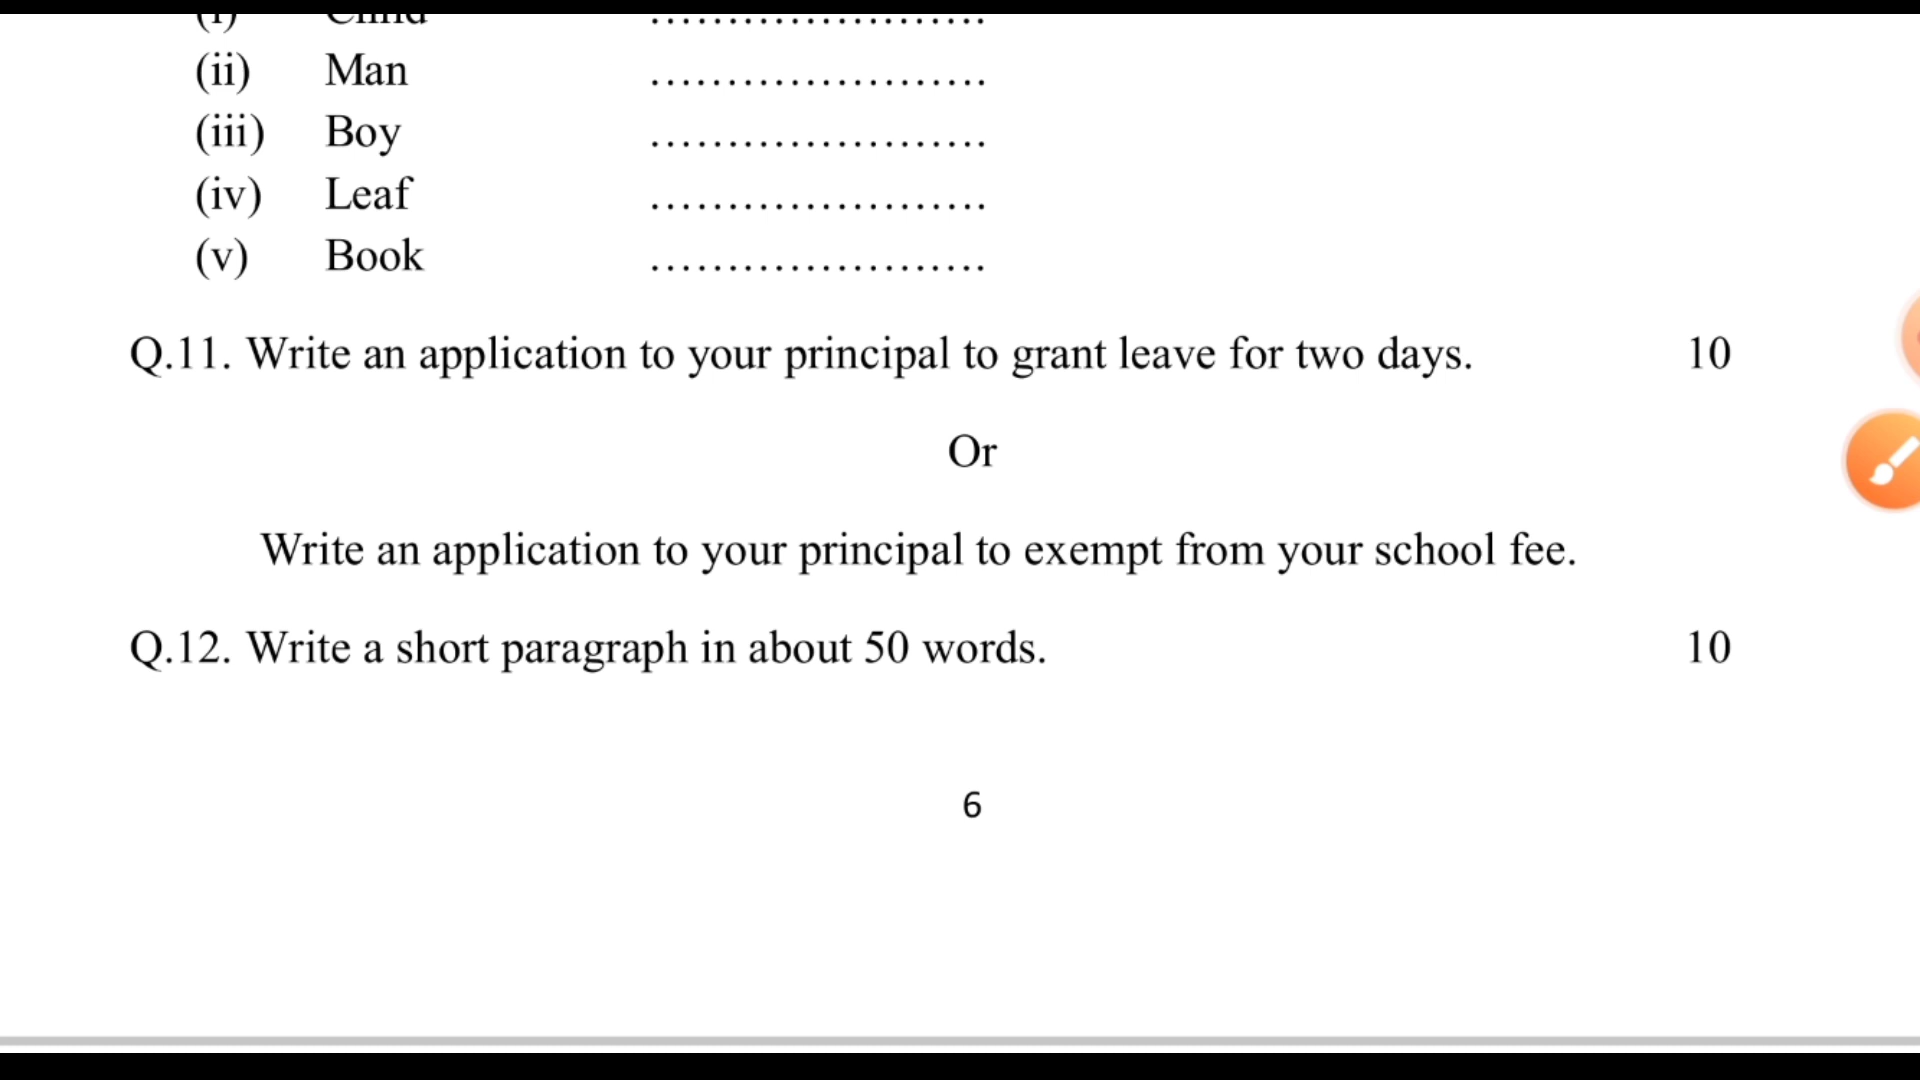 (i) Child ......................
(ii) Man ......................
(iii) Boy ......................
(iv) Leaf ......................
(v) Book ......................
Q.11. Write an application to your principal to grant leave for two days. 10
Or
Write an application to your principal to exempt from your school fee.
Q.12. Write a short paragraph in about 50 words. 10
6